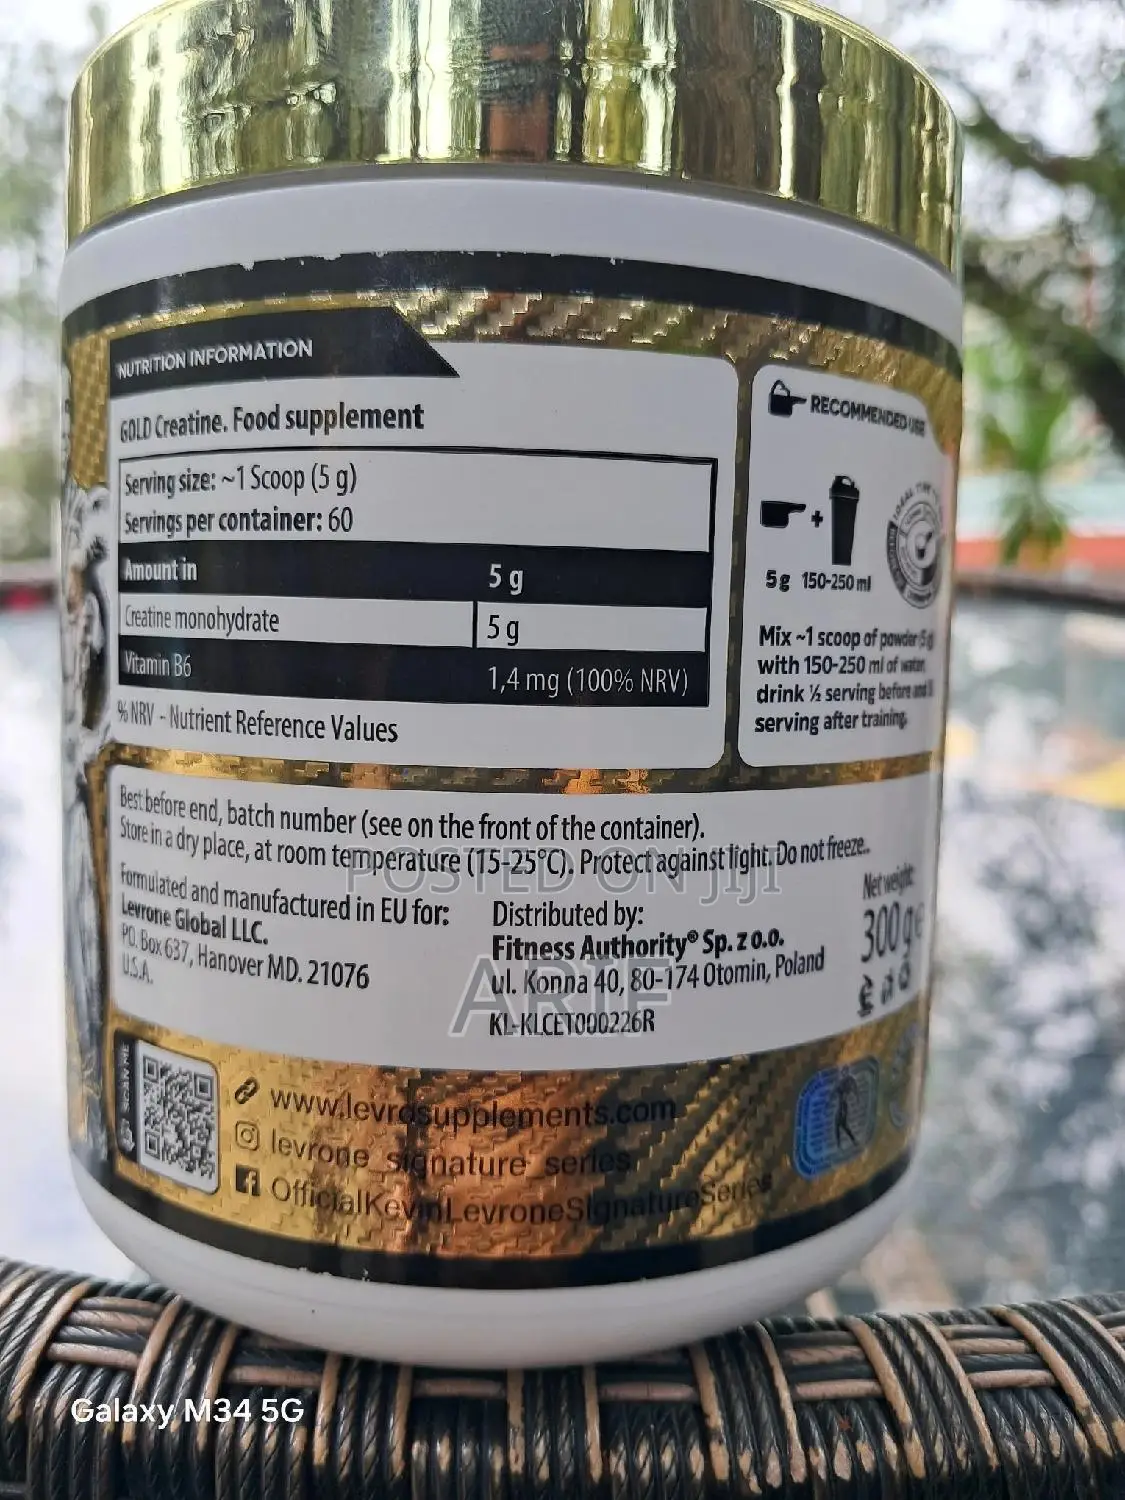 NUTRITION INFORMATION
GOLD Creatine. Food supplement
Serving size: ~1 Scoop (5 g)
Servings per container: 60
Amount in 5 g
Creatine monohydrate 5 g
Vitamin B6 1,4 mg (100% NRV)
% NRV - Nutrient Reference Values
RECOMMENDED USE
+
5 g 150-250 ml
Mix ~1 scoop of powder (5 g)
with 150-250 ml of water,
drink ½ serving before and ½
serving after training.
Best before end, batch number (see on the front of the container).
Store in a dry place, at room temperature (15-25°C). Protect against light. Do not freeze.
Formulated and manufactured in EU for:
Levrone Global LLC.
PO. Box 637, Hanover MD. 21076
U.S.A.
Distributed by:
Fitness Authority® Sp. z o.o.
ul. Konna 40, 80-174 Otomin, Poland
KL-KLCET000226R
Net weight:
300 g e
POSTED ON JIJI
ARIF
SCAN ME
www.levrosupplements.com
levrone_signature_series
OfficialKevinLevroneSignatureSeries
Galaxy M34 5G